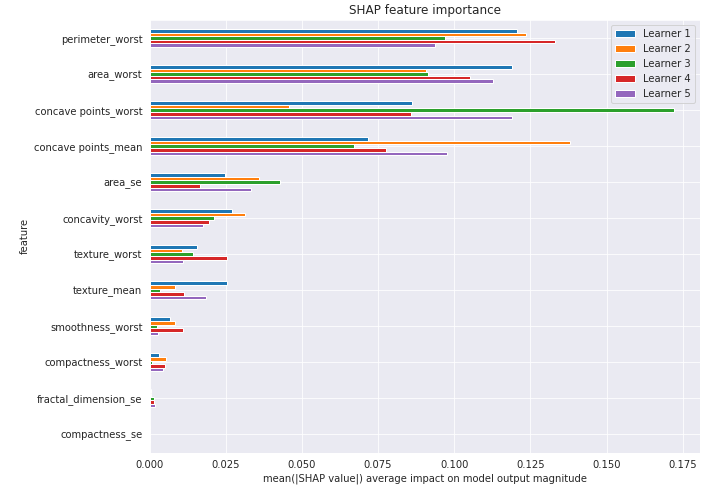 SHAP feature importance
Learner 1
Learner 2
Learner 3
Learner 4
Learner 5
feature
perimeter_worst
area_worst
concave points_worst
concave points_mean
area_se
concavity_worst
texture_worst
texture_mean
smoothness_worst
compactness_worst
fractal_dimension_se
compactness_se
0.000 0.025 0.050 0.075 0.100 0.125 0.150 0.175
mean(|SHAP value|) average impact on model output magnitude